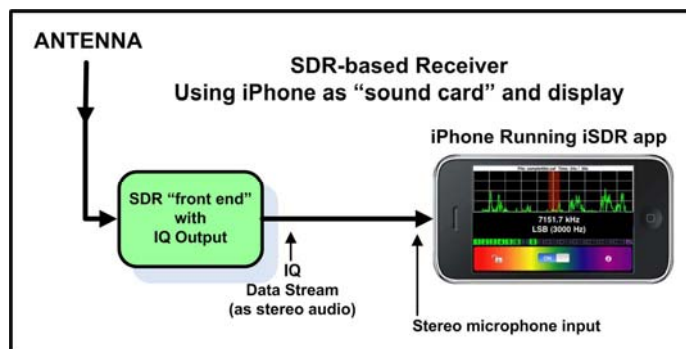 ANTENNA
SDR-based Receiver
Using iPhone as “sound card” and display
iPhone Running iSDR app
SDR “front end”
with
IQ Output
7151.7 kHz
LSB (3000 Hz)
ON
IQ
Data Stream
(as stereo audio)
Stereo microphone input